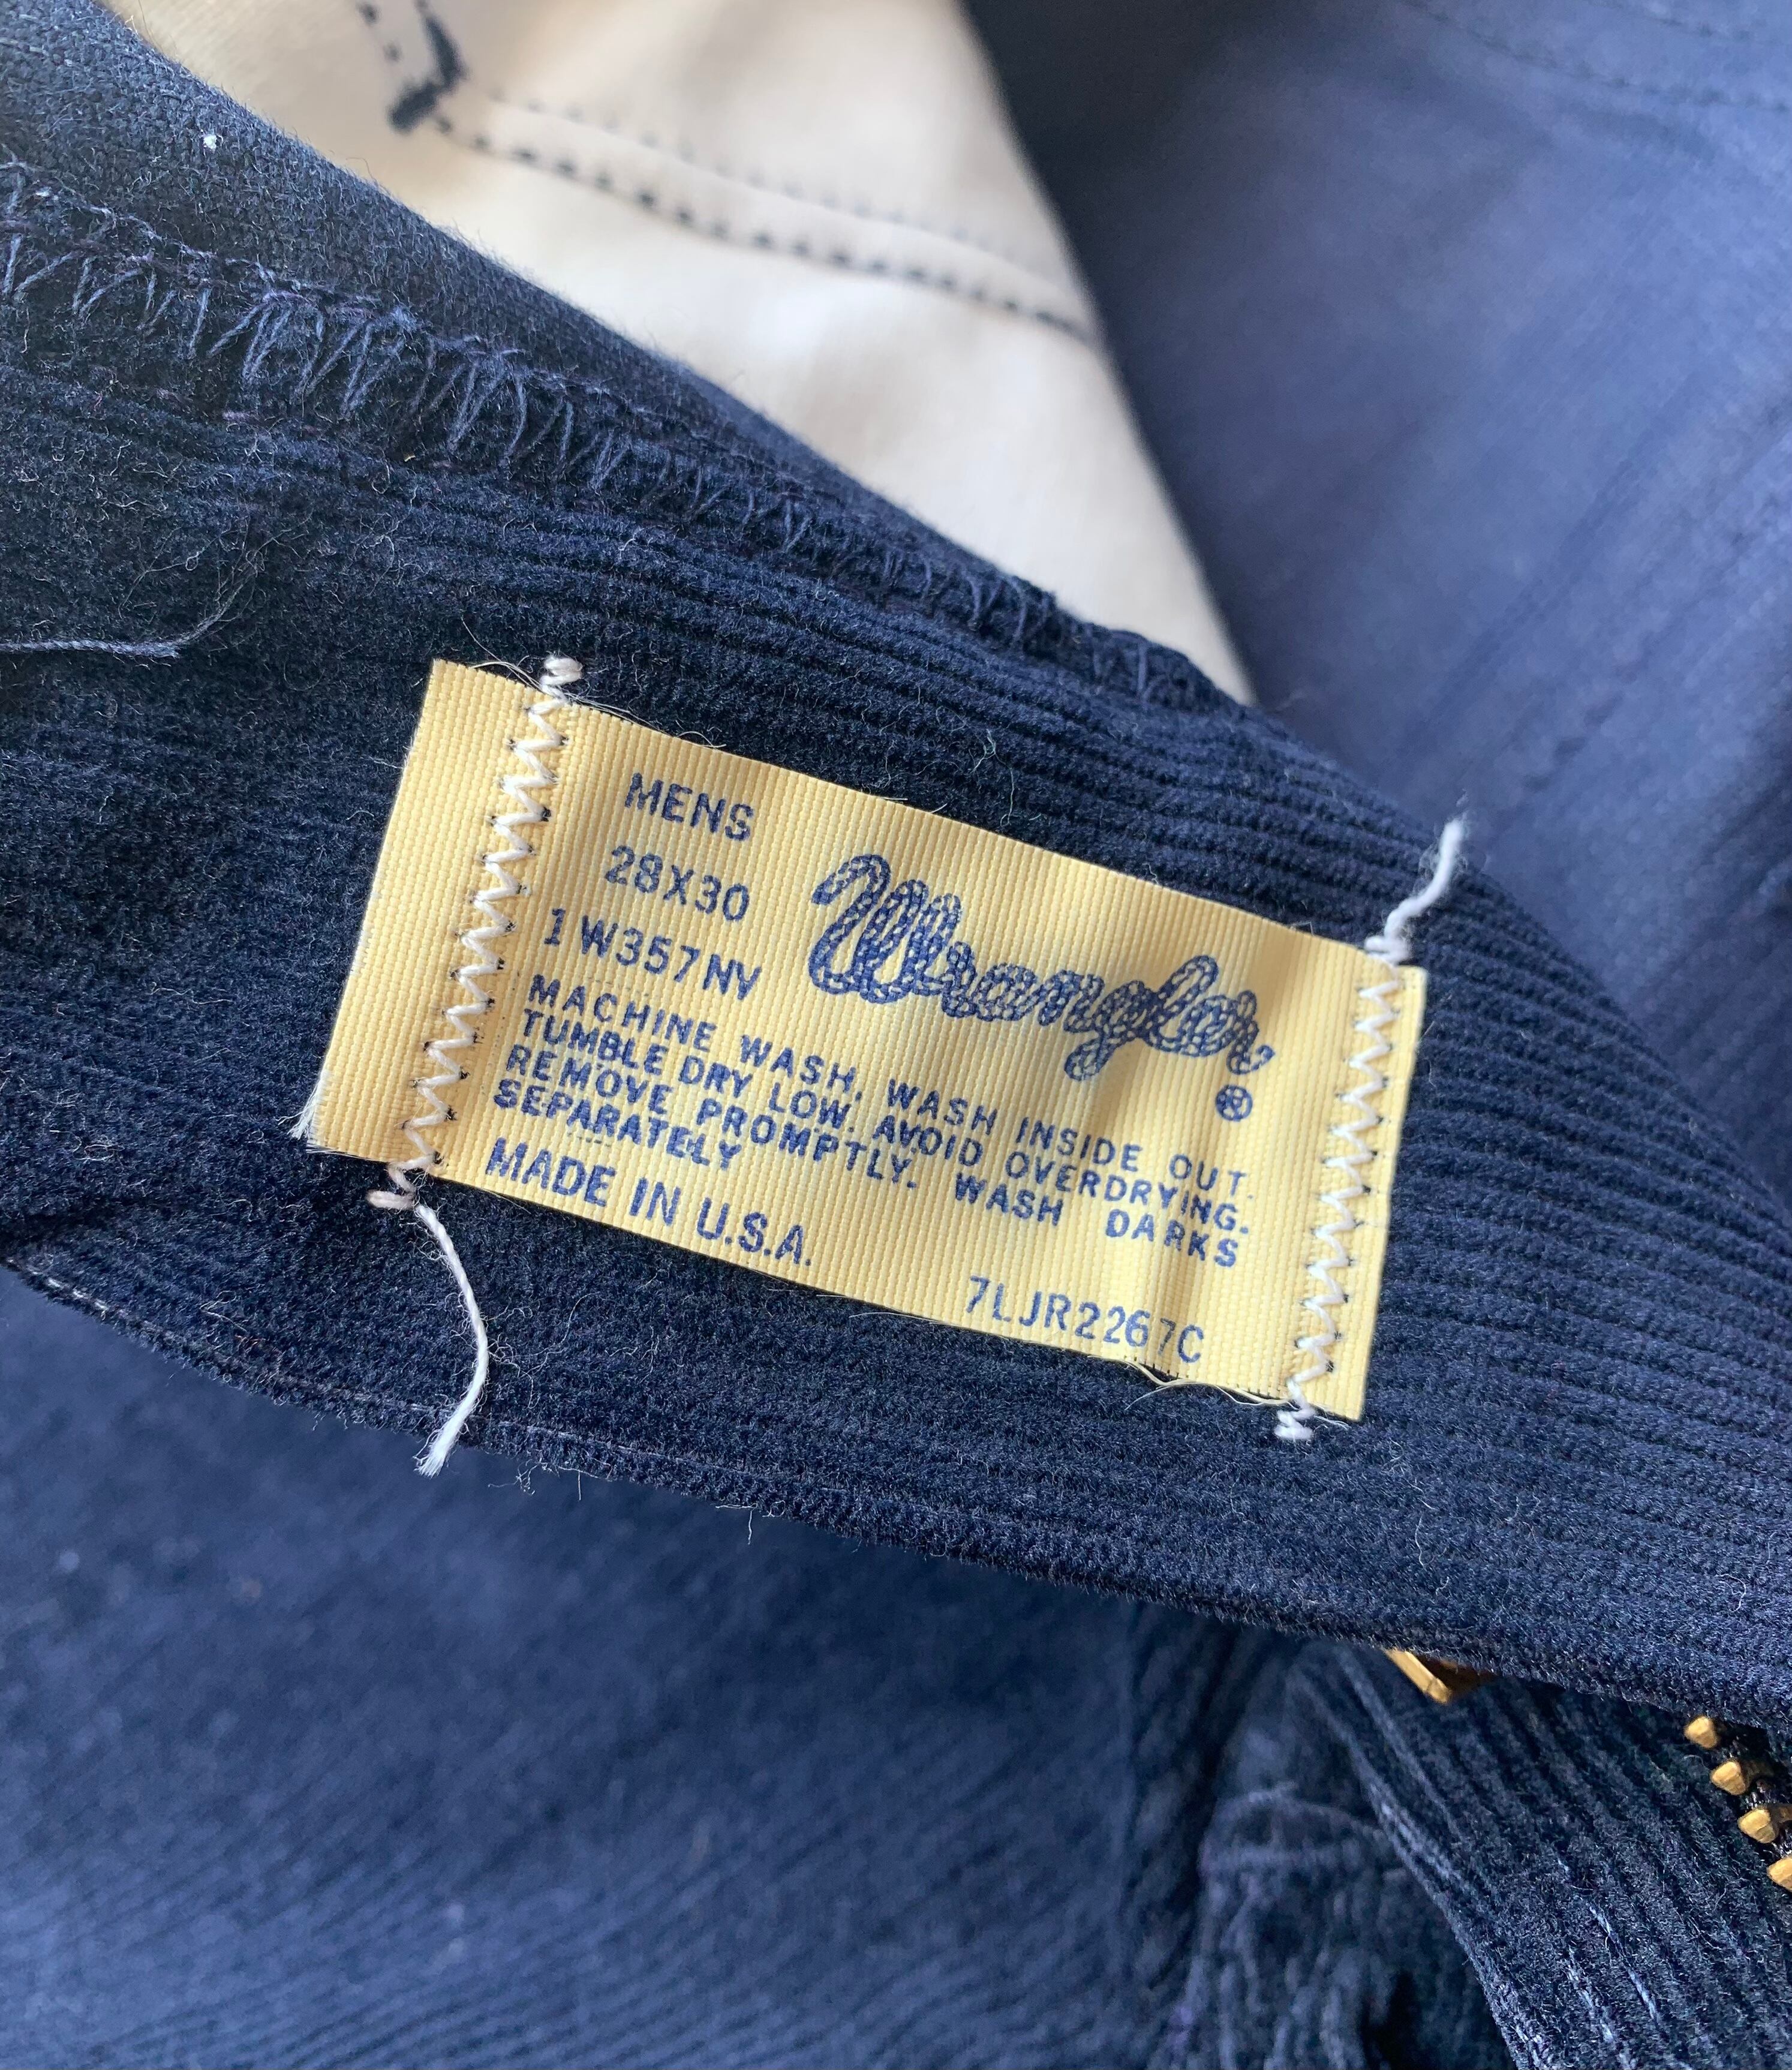 MENS
28X30
1W357NV
Wrangler®
MACHINE WASH, WASH INSIDE OUT.
TUMBLE DRY LOW. AVOID OVERDRYING.
REMOVE PROMPTLY. WASH DARKS
SEPARATELY
MADE IN U.S.A.
7LJR2267C